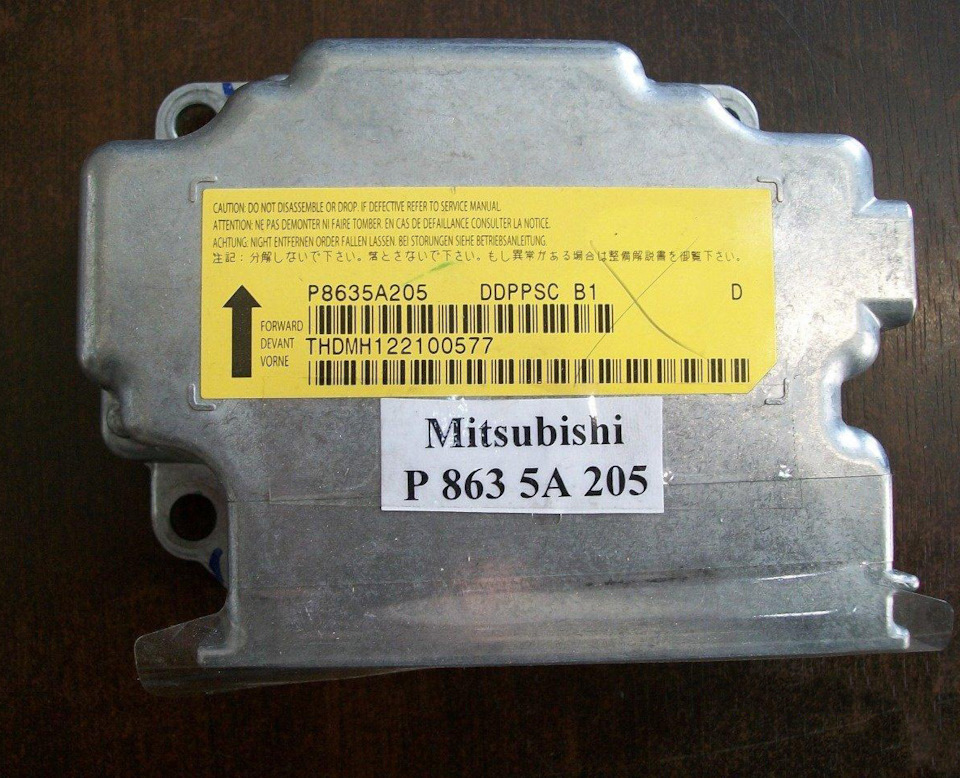 CAUTION: DO NOT DISASSEMBLE OR DROP. IF DEFECTIVE REFER TO SERVICE MANUAL.
ATTENTION: NE PAS DEMONTER NI FAIRE TOMBER. EN CAS DE DEFAILLANCE CONSULTER LA NOTICE.
ACHTUNG: NIGHT ENTFERNEN ORDER FALLEN LASSEN. BEI STORUNGEN SIEHE BETRIEBSANLEITUNG.
注記：分解しないで下さい。落とさないで下さい。もし異常がある場合は整備解説書を御覧下さい。
P8635A205 DDPPSC B1 D
FORWARD
DEVANT THDMH122100577
VORNE
Mitsubishi
P 863 5A 205